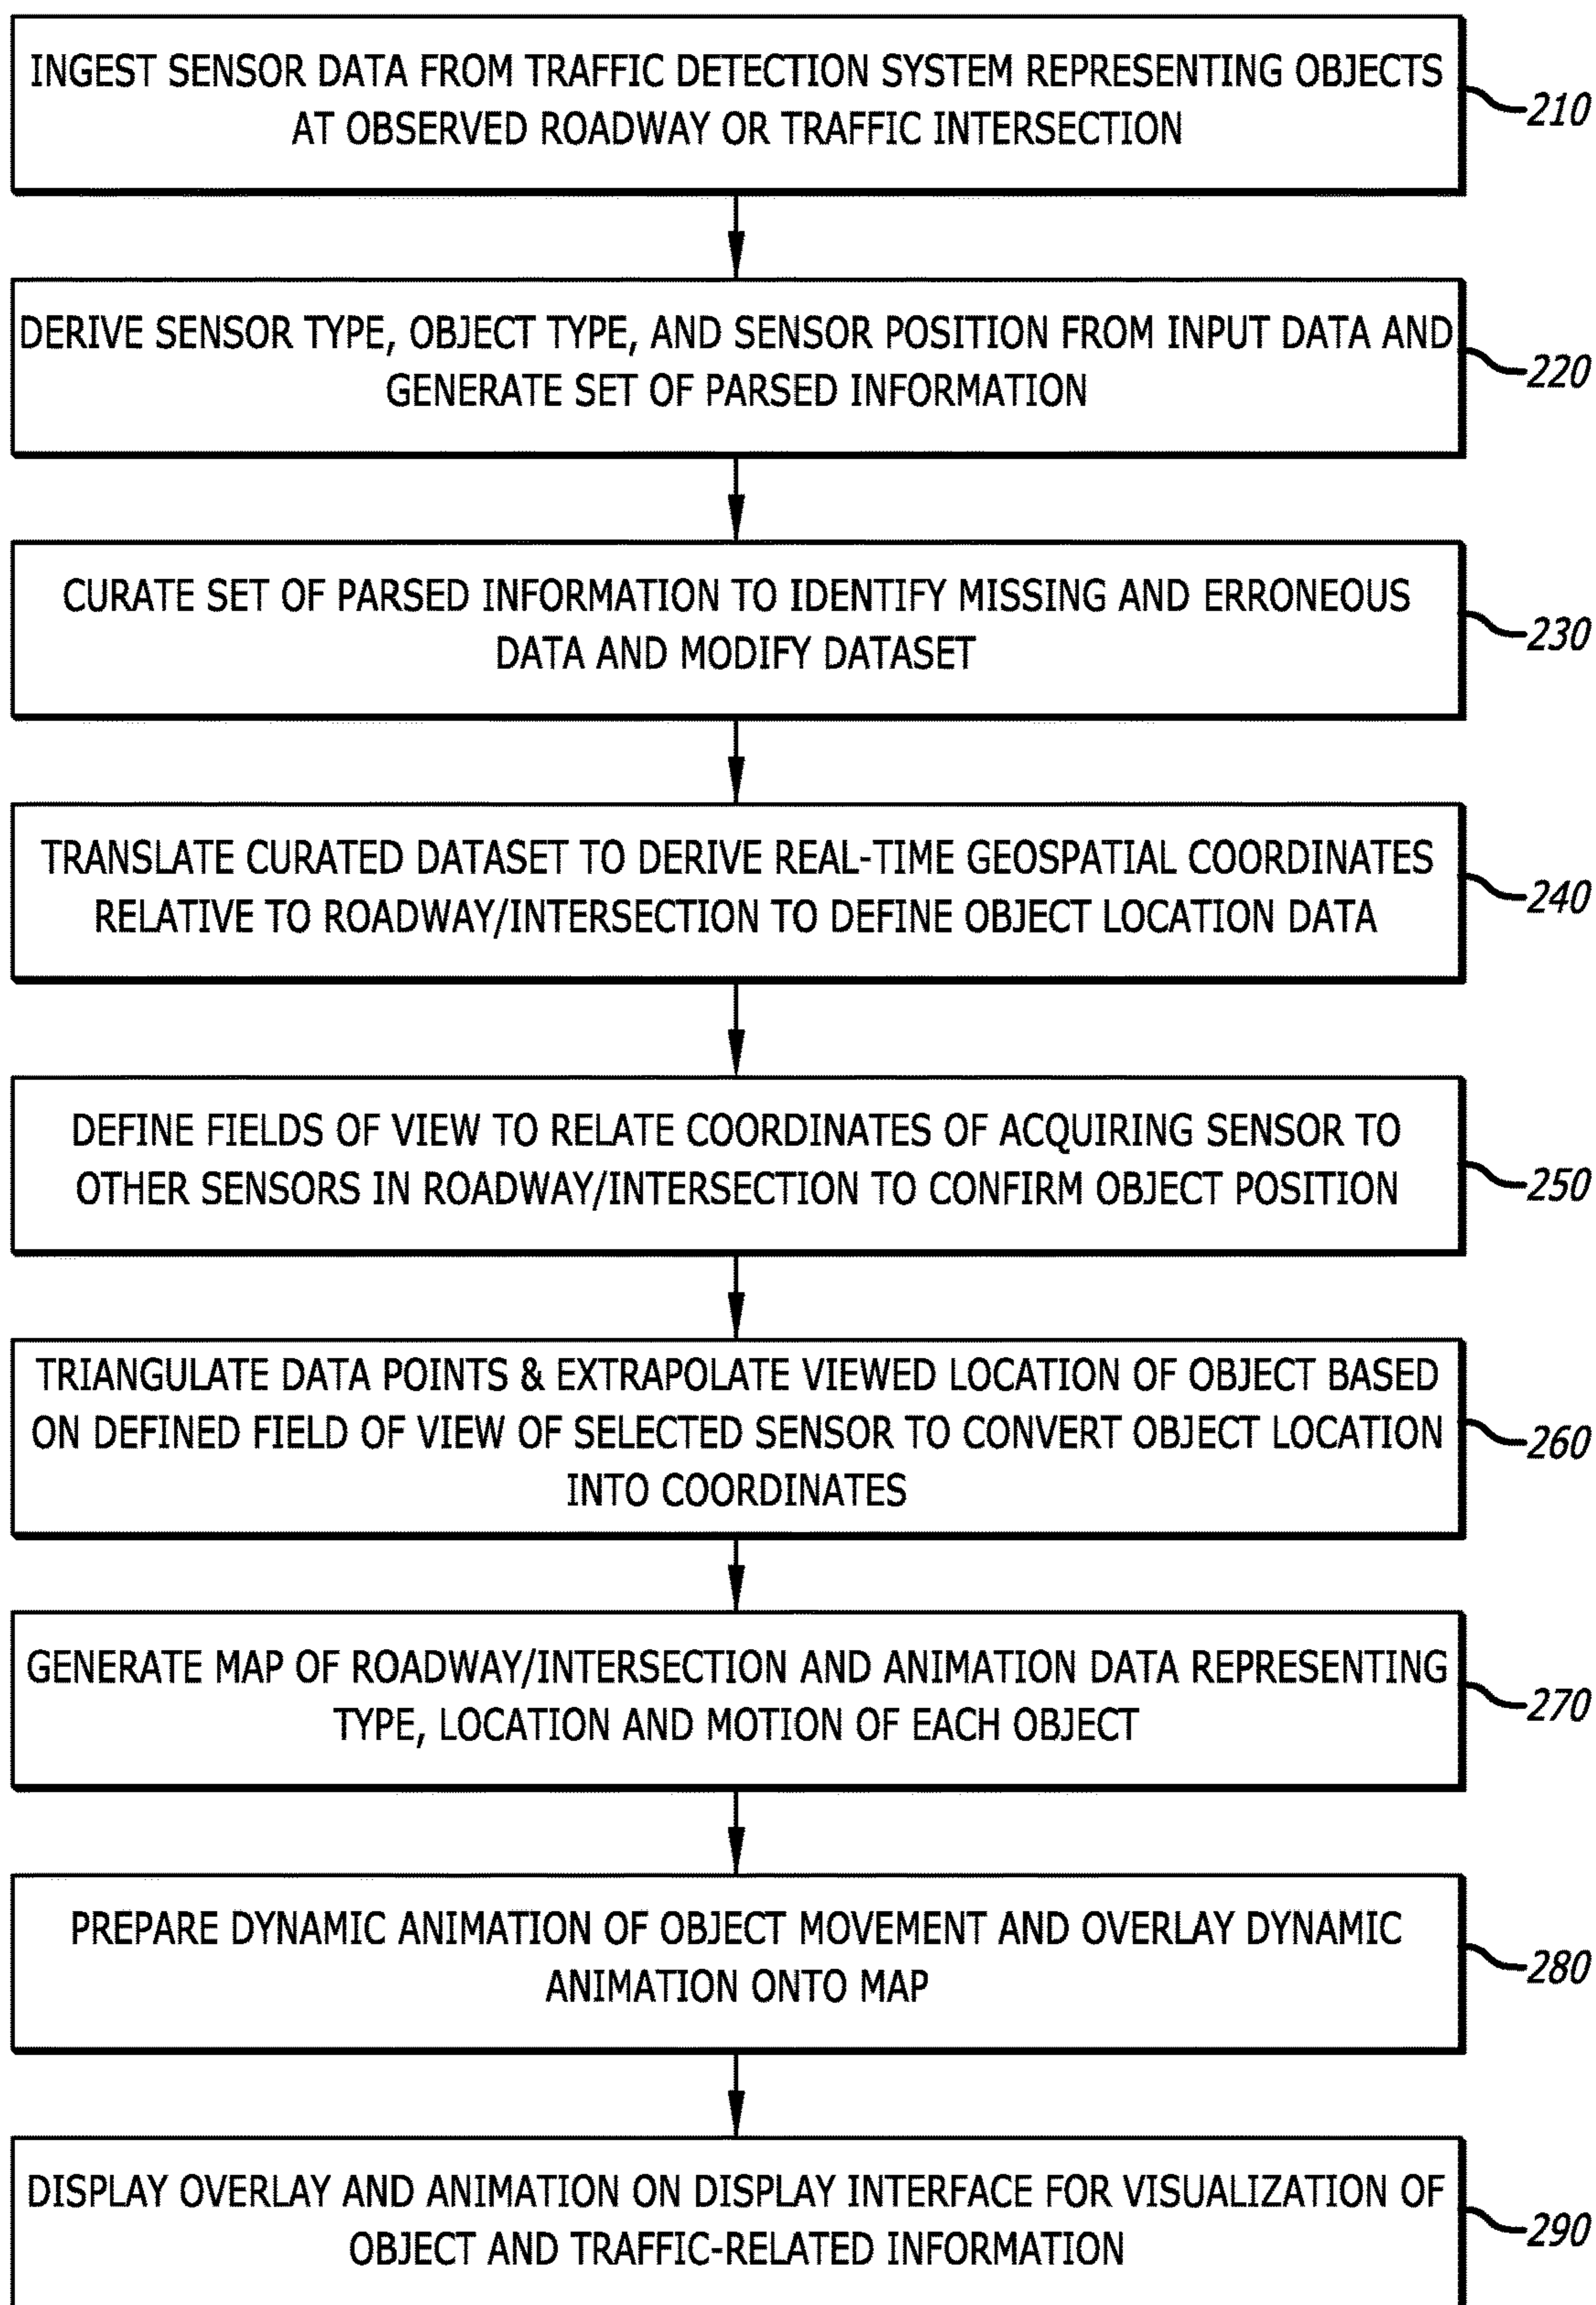 INGEST SENSOR DATA FROM TRAFFIC DETECTION SYSTEM REPRESENTING OBJECTS
AT OBSERVED ROADWAY OR TRAFFIC INTERSECTION
210
DERIVE SENSOR TYPE, OBJECT TYPE, AND SENSOR POSITION FROM INPUT DATA AND
GENERATE SET OF PARSED INFORMATION
220
CURATE SET OF PARSED INFORMATION TO IDENTIFY MISSING AND ERRONEOUS
DATA AND MODIFY DATASET
230
TRANSLATE CURATED DATASET TO DERIVE REAL-TIME GEOSPATIAL COORDINATES
RELATIVE TO ROADWAY/INTERSECTION TO DEFINE OBJECT LOCATION DATA
240
DEFINE FIELDS OF VIEW TO RELATE COORDINATES OF ACQUIRING SENSOR TO
OTHER SENSORS IN ROADWAY/INTERSECTION TO CONFIRM OBJECT POSITION
250
TRIANGULATE DATA POINTS & EXTRAPOLATE VIEWED LOCATION OF OBJECT BASED
ON DEFINED FIELD OF VIEW OF SELECTED SENSOR TO CONVERT OBJECT LOCATION
INTO COORDINATES
260
GENERATE MAP OF ROADWAY/INTERSECTION AND ANIMATION DATA REPRESENTING
TYPE, LOCATION AND MOTION OF EACH OBJECT
270
PREPARE DYNAMIC ANIMATION OF OBJECT MOVEMENT AND OVERLAY DYNAMIC
ANIMATION ONTO MAP
280
DISPLAY OVERLAY AND ANIMATION ON DISPLAY INTERFACE FOR VISUALIZATION OF
OBJECT AND TRAFFIC-RELATED INFORMATION
290